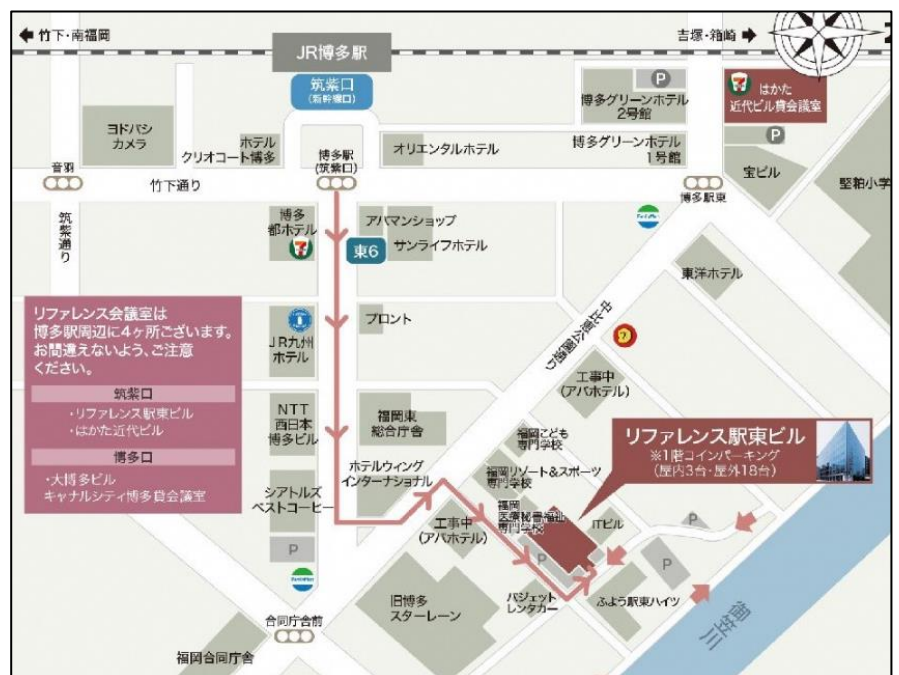 竹下・南福岡
吉塚・箱崎
JR博多駅
筑紫口
(新幹線口)
P
博多グリーンホテル
2号館
はかた
近代ビル貸会議室
P
ヨドバシ
カメラ
ホテル
クリオコート博多
博多駅
(筑紫口)
オリエンタルホテル
博多グリーンホテル
1号館
宝ビル
音羽
竹下通り
博多駅東
堅粕小学
筑紫通り
博多
都ホテル
アパマンショップ
サンライフホテル
東6
FamilyMart
東洋ホテル
リファレンス会議室は
博多駅周辺に4ヶ所ございます。
お間違えないよう、ご注意
ください。
筑紫口
・リファレンス駅東ビル
・はかた近代ビル
博多口
・大博多ビル
キャナルシティ博多貸会議室
JR九州
ホテル
プロント
中比恵公園通り
工事中
(アパホテル)
NTT
西日本
博多ビル
福岡東
総合庁舎
福岡こども
専門学校
リファレンス駅東ビル
※1階コインパーキング
(屋内3台・屋外18台)
ホテルウィング
インターナショナル
福岡リゾート&スポーツ
専門学校
シアトルズ
ベストコーヒー
工事中
(アパホテル)
福岡
医療秘書福祉
専門学校
ITビル
P
P
P
P
FamilyMart
旧博多
スターレーン
バジェット
レンタカー
ふよう駅東ハイツ
御笠川
合同庁舎前
福岡合同庁舎